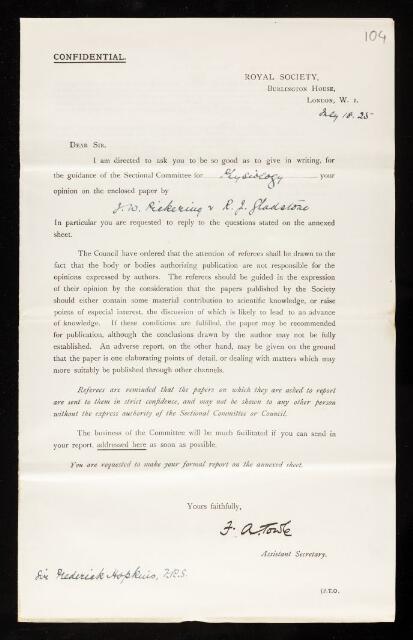 104
CONFIDENTIAL.
ROYAL SOCIETY,
BURLINGTON HOUSE,
LONDON, W. 1.
July 18. 25
DEAR SIR,
I am directed to ask you to be so good as to give in writing, for
the guidance of the Sectional Committee for Physiology your
opinion on the enclosed paper by
J. W. Pickering & R. J. Gladstone
In particular you are requested to reply to the questions stated on the annexed
sheet.
The Council have ordered that the attention of referees shall be drawn to the
fact that the body or bodies authorising publication are not responsible for the
opinions expressed by authors. The referees should be guided in the expression
of their opinion by the consideration that the papers published by the Society
should either contain some material contribution to scientific knowledge, or raise
points of especial interest, the discussion of which is likely to lead to an advance
of knowledge. If these conditions are fulfilled, the paper may be recommended
for publication, although the conclusions drawn by the author may not be fully
established. An adverse report, on the other hand, may be given on the ground
that the paper is one elaborating points of detail, or dealing with matters which may
more suitably be published through other channels.
Referees are reminded that the papers on which they are asked to report
are sent to them in strict confidence, and may not be shown to any other person
without the express authority of the Sectional Committee or Council.
The business of the Committee will be much facilitated if you can send in
your report, addressed here as soon as possible.
You are requested to make your formal report on the annexed sheet.
Yours faithfully,
F. A. Towle
Assistant Secretary.
Sir Frederick Hopkins, F.R.S.
[P.T.O.